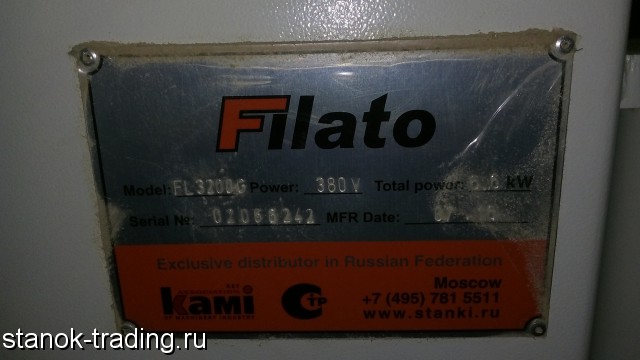 Filato
Model: FL3200G Power: 380 V Total power: kW
Serial №: 02066242 MFR Date:
Exclusive distributor in Russian Federation
Kami
Moscow
+7 (495) 781 5511
www.stanki.ru
stanok-trading.ru